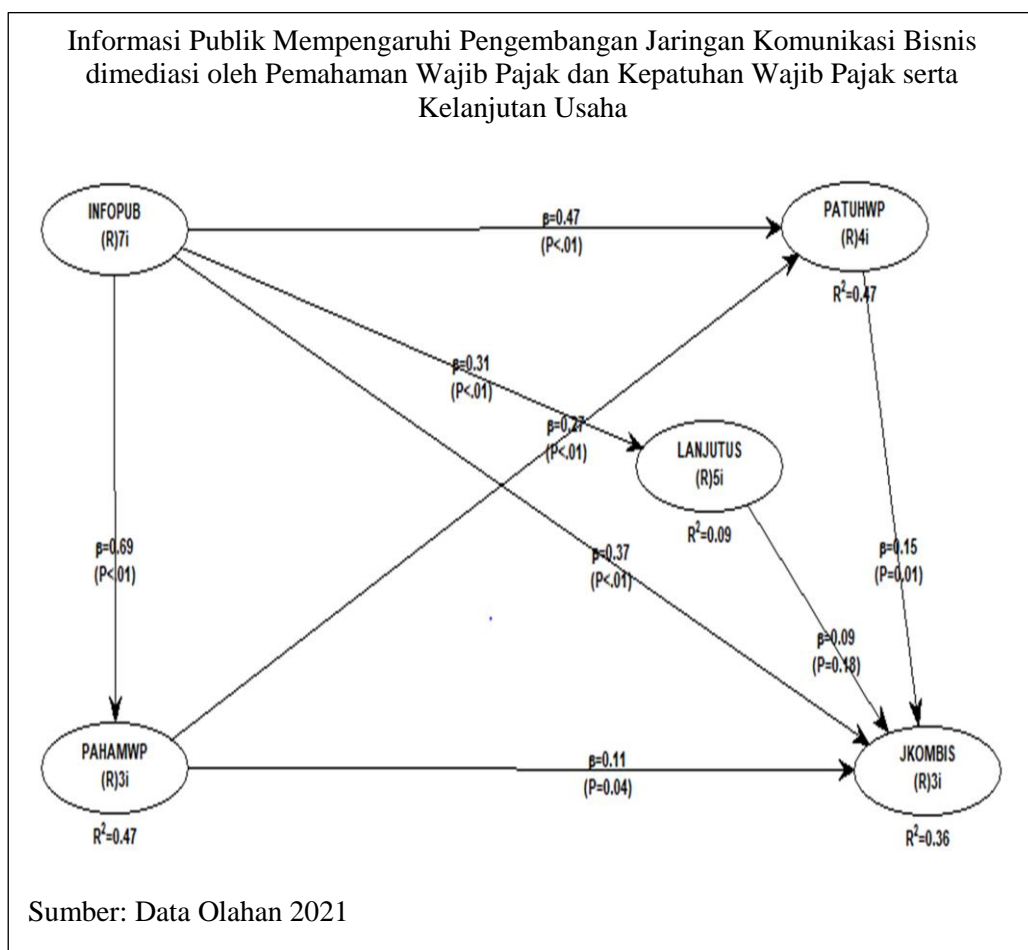 Informasi Publik Mempengaruhi Pengembangan Jaringan Komunikasi Bisnis
dimediasi oleh Pemahaman Wajib Pajak dan Kepatuhan Wajib Pajak serta
Kelanjutan Usaha
INFOPUB
(R)7i
β=0.47
(P<.01)
PATUHWP
(R)4i
R²=0.47
β=0.31
(P<.01)
β=0.27
(P<.01)
LANJUTUS
(R)5i
R²=0.09
β=0.69
(P<.01)
β=0.37
(P<.01)
β=0.15
(P=0.01)
β=0.09
(P=0.18)
PAHAMWP
(R)3i
R²=0.47
β=0.11
(P=0.04)
JKOMBIS
(R)3i
R²=0.36
Sumber: Data Olahan 2021